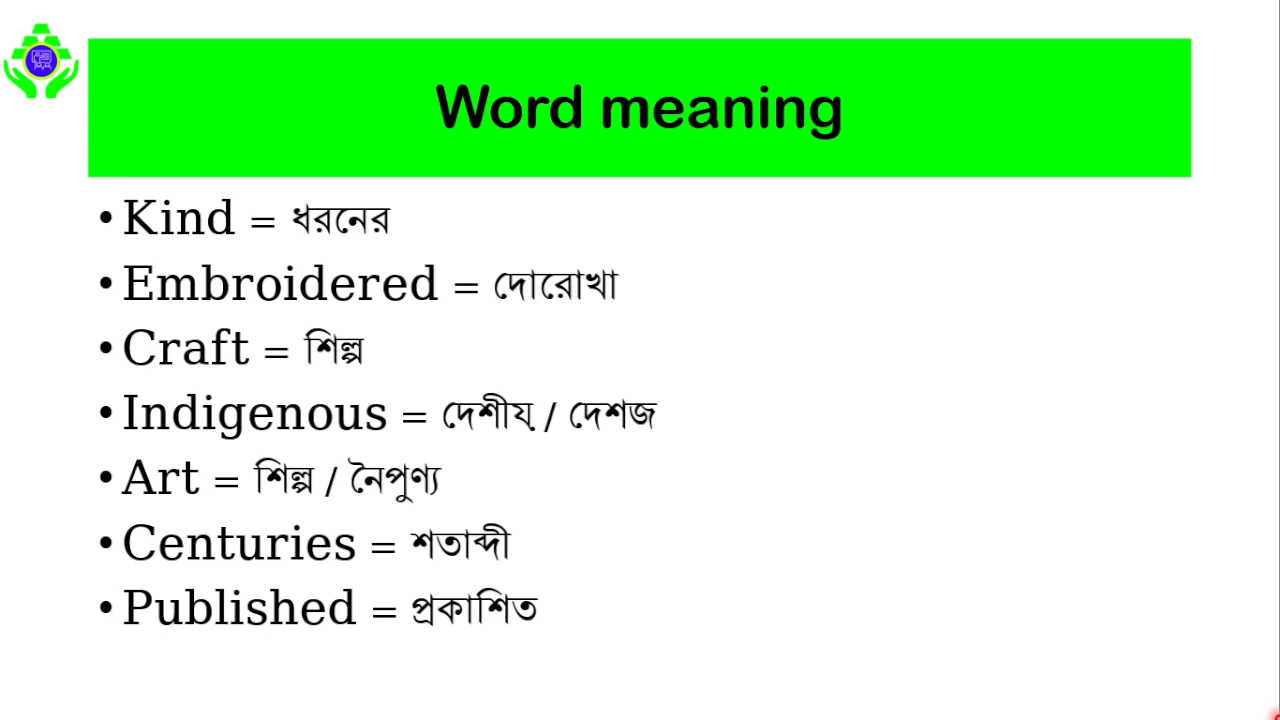 Word meaning
• Kind = ধরনের
• Embroidered = দোরোখা
• Craft = শিল্প
• Indigenous = দেশীয় / দেশজ
• Art = শিল্প / নৈপুণ্য
• Centuries = শতাব্দী
• Published = প্রকাশিত